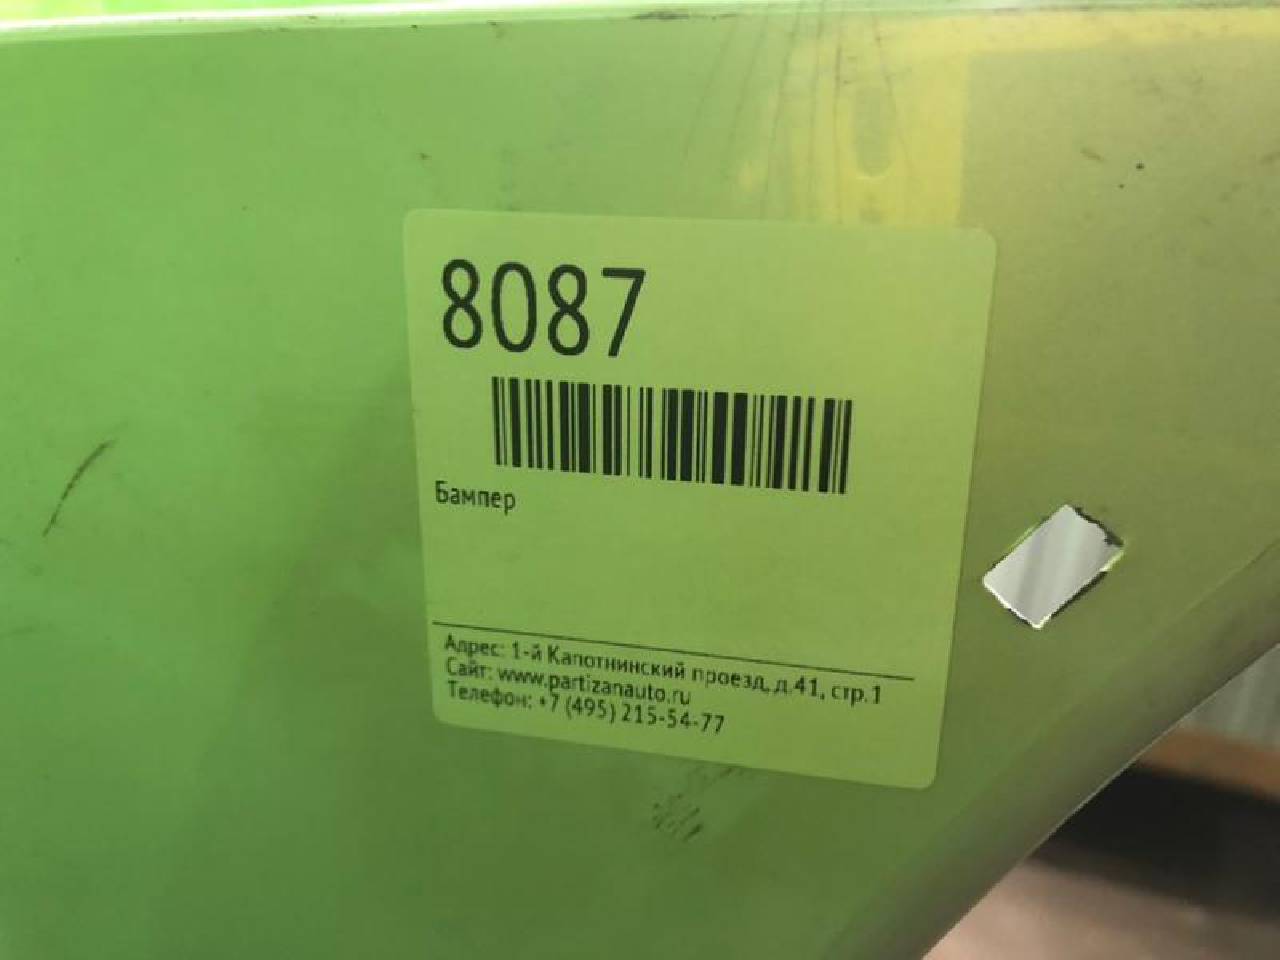 8087
Бампер
Адрес: 1-й Капотнинский проезд, д.41, стр.1
Сайт: www.partizanauto.ru
Телефон: +7 (495) 215-54-77